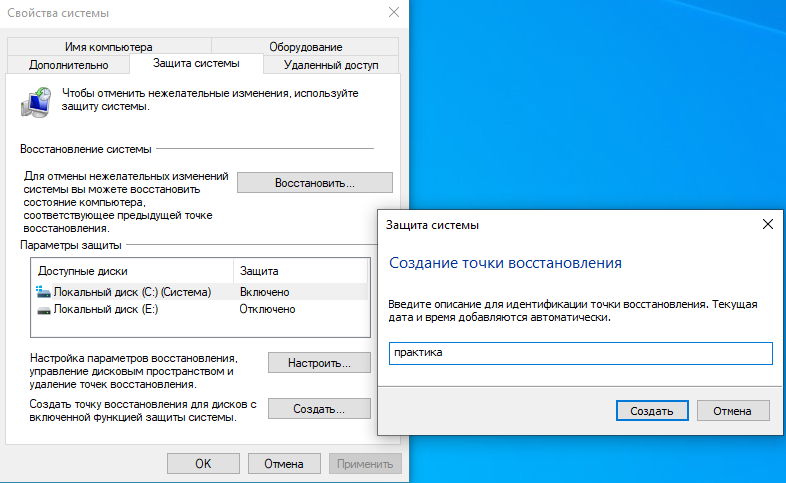 Свойства системы
Имя компьютера
Оборудование
Дополнительно
Защита системы
Удаленный доступ
Чтобы отменить нежелательные изменения, используйте
защиту системы.
Восстановление системы
Для отмены нежелательных изменений
системы вы можете восстановить
состояние компьютера,
соответствующее предыдущей точке
восстановления.
Восстановить...
Параметры защиты
Доступные диски
Защита
Локальный диск (C:) (Система)
Включено
Локальный диск (E:)
Отключено
Настройка параметров восстановления,
управление дисковым пространством и
удаление точек восстановления.
Настроить...
Создать точку восстановления для дисков с
включенной функцией защиты системы.
Создать...
OK
Отмена
Применить
Защита системы
Создание точки восстановления
Введите описание для идентификации точки восстановления. Текущая
дата и время добавляются автоматически.
практика
Создать
Отмена